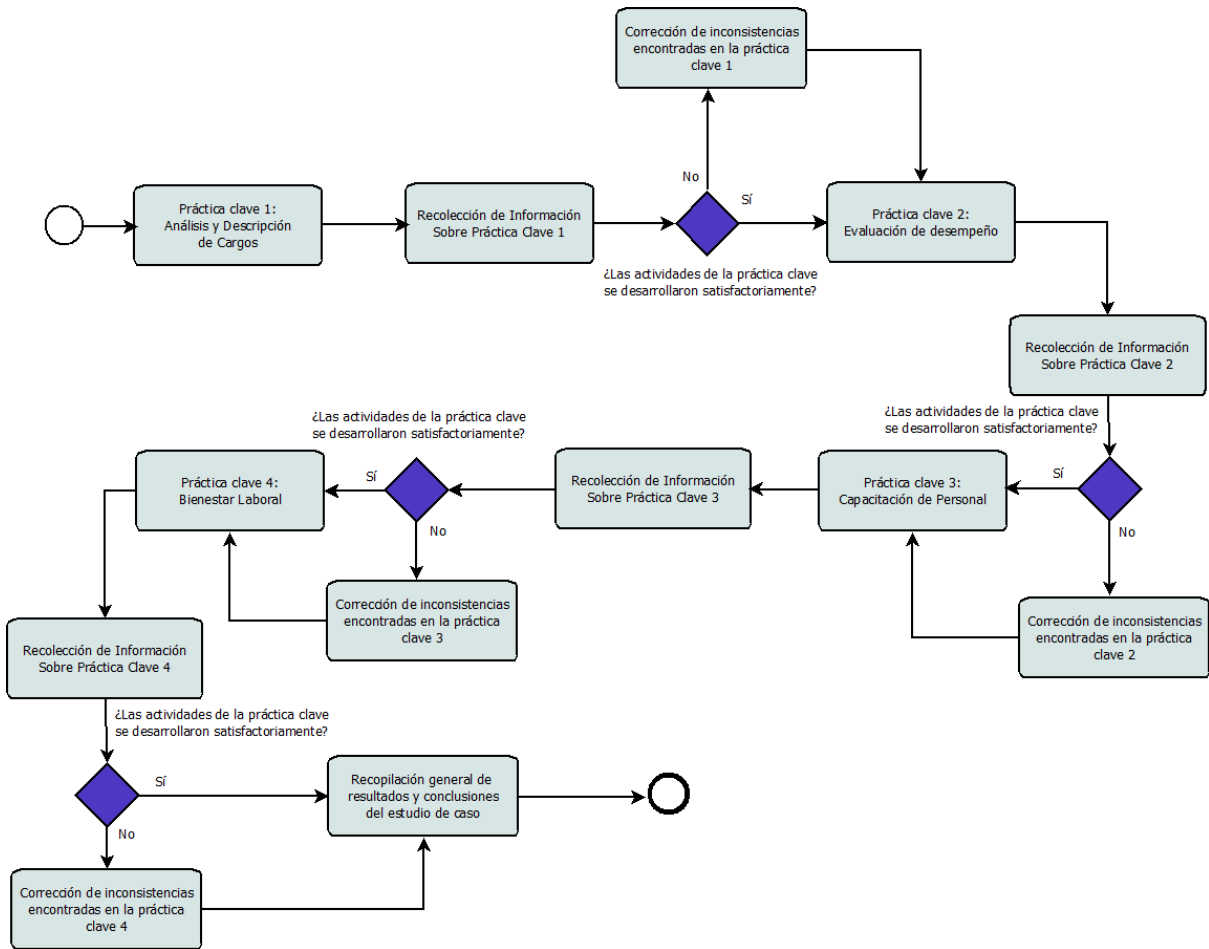 Corrección de inconsistencias
encontradas en la práctica
clave 1
No
Práctica clave 1:
Análisis y Descripción
de Cargos
Recolección de Información
Sobre Práctica Clave 1
Sí
Práctica clave 2:
Evaluación de desempeño
¿Las actividades de la práctica clave
se desarrollaron satisfactoriamente?
Recolección de Información
Sobre Práctica Clave 2
¿Las actividades de la práctica clave
se desarrollaron satisfactoriamente?
Sí
No
Práctica clave 3:
Capacitación de Personal
Corrección de inconsistencias
encontradas en la práctica
clave 2
Recolección de Información
Sobre Práctica Clave 3
¿Las actividades de la práctica clave
se desarrollaron satisfactoriamente?
Sí
No
Práctica clave 4:
Bienestar Laboral
Corrección de inconsistencias
encontradas en la práctica
clave 3
Recolección de Información
Sobre Práctica Clave 4
¿Las actividades de la práctica clave
se desarrollaron satisfactoriamente?
Sí
No
Recopilación general de
resultados y conclusiones
del estudio de caso
Corrección de inconsistencias
encontradas en la práctica
clave 4